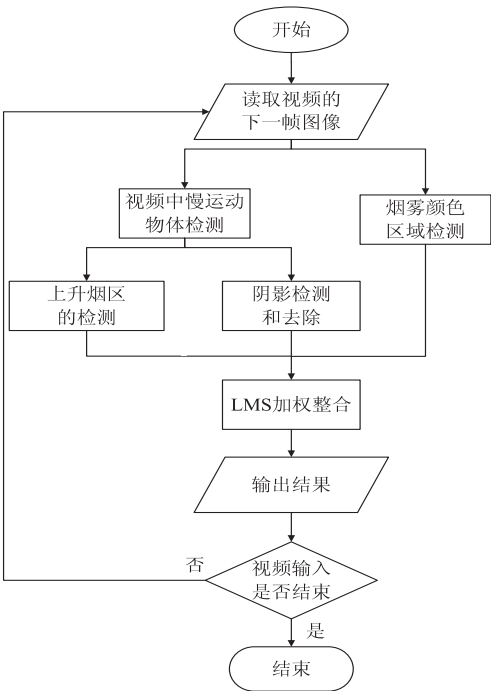 开始
读取视频的
下一帧图像
视频中慢运动
物体检测
烟雾颜色
区域检测
上升烟区
的检测
阴影检测
和去除
LMS加权整合
输出结果
否
视频输入
是否结束
是
结束